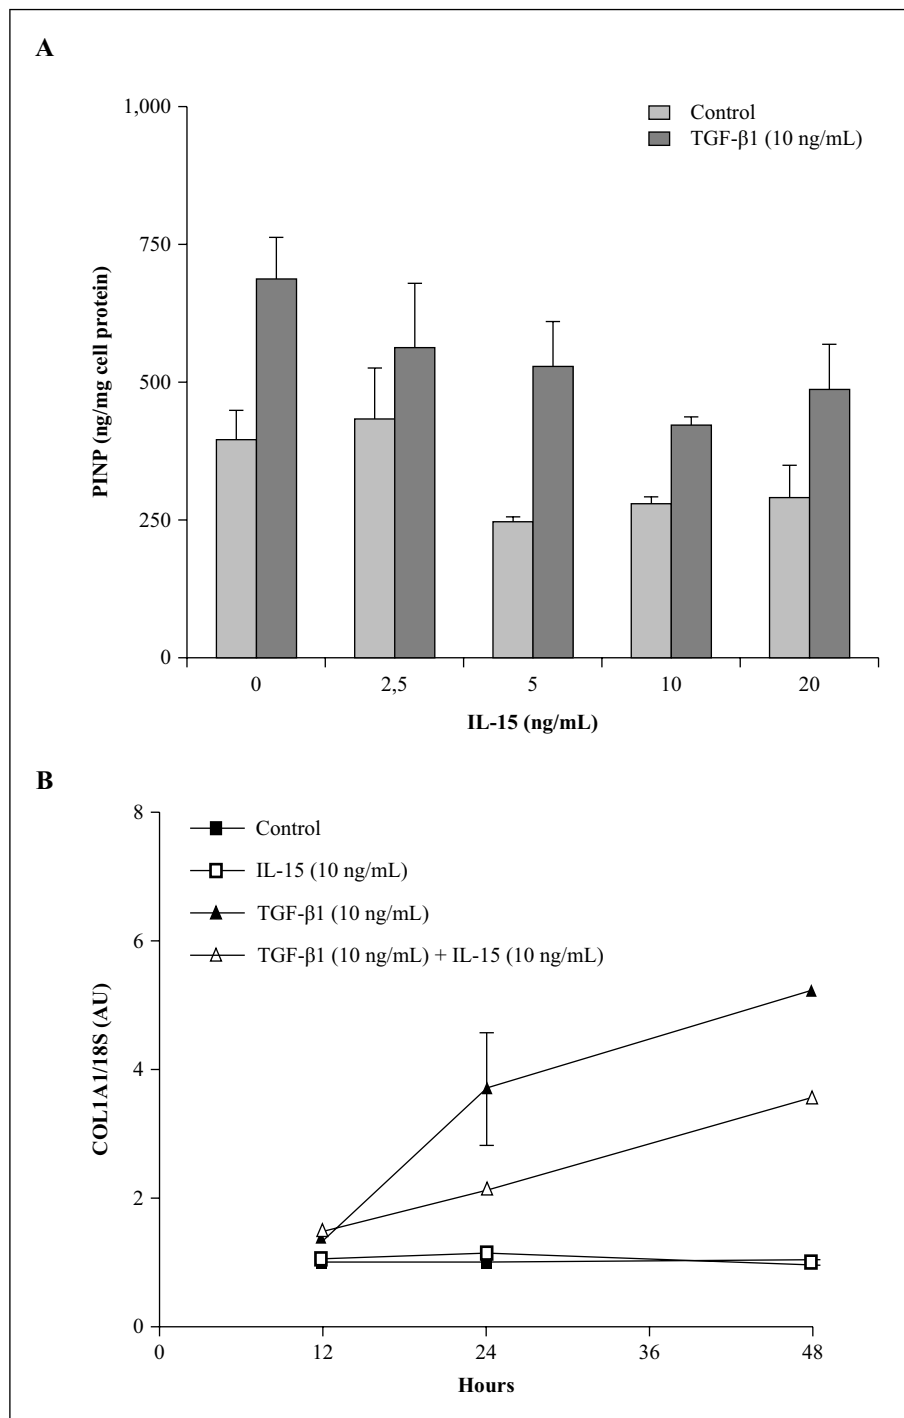 A
1,000
Control
TGF-β1 (10 ng/mL)
750
500
250
0
PINP (ng/mg cell protein)
0 2,5 5 10 20
IL-15 (ng/mL)
B
8
Control
IL-15 (10 ng/mL)
TGF-β1 (10 ng/mL)
TGF-β1 (10 ng/mL) + IL-15 (10 ng/mL)
6
4
2
0
COL1A1/18S (AU)
0 12 24 36 48
Hours